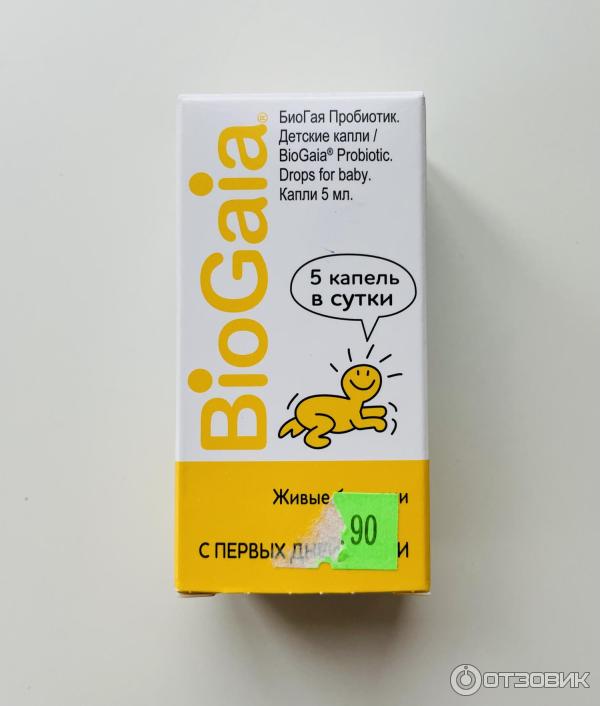 BioGaia®
БиоГая Пробиотик.
Детские капли /
BioGaia® Probiotic.
Drops for baby.
Капли 5 мл.
5 капель
в сутки
Живые
90
С ПЕРВЫХ
ОТЗОВИК